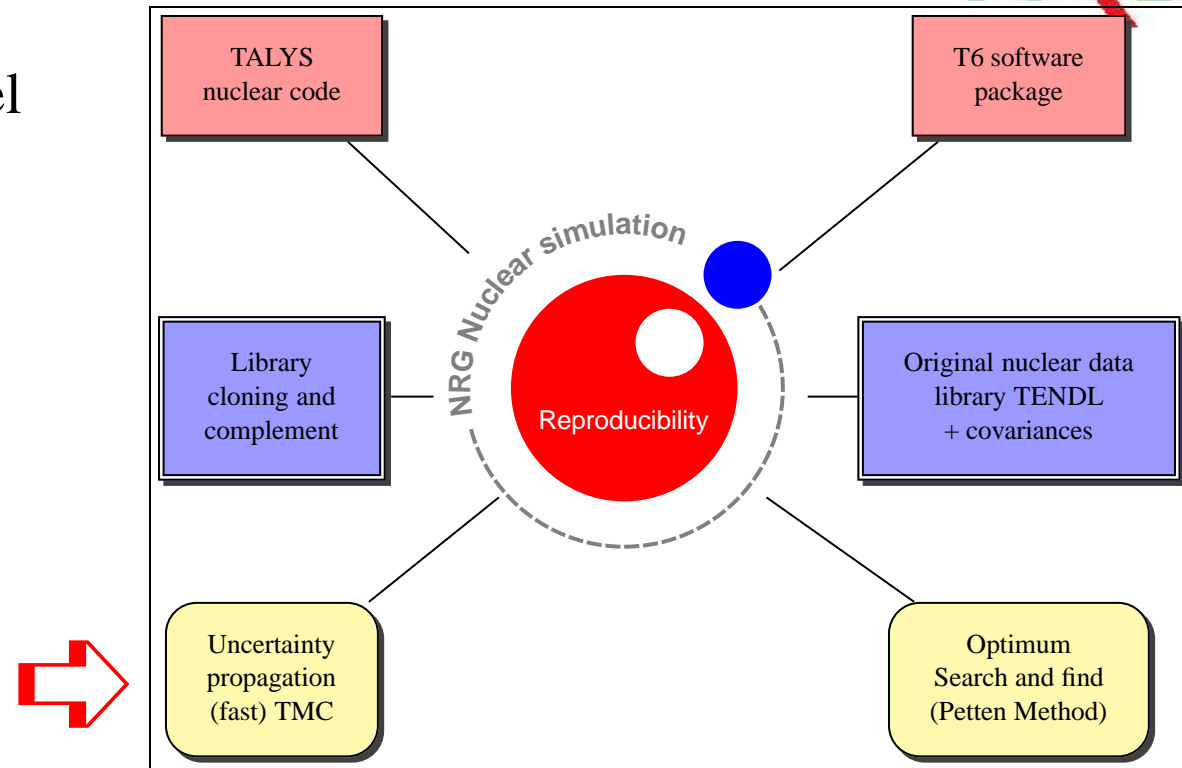 el
TALYS
nuclear code
T6 software
package
NRG Nuclear simulation
Library
cloning and
complement
Reproducibility
Original nuclear data
library TENDL
+ covariances
Uncertainty
propagation
(fast) TMC
Optimum
Search and find
(Petten Method)